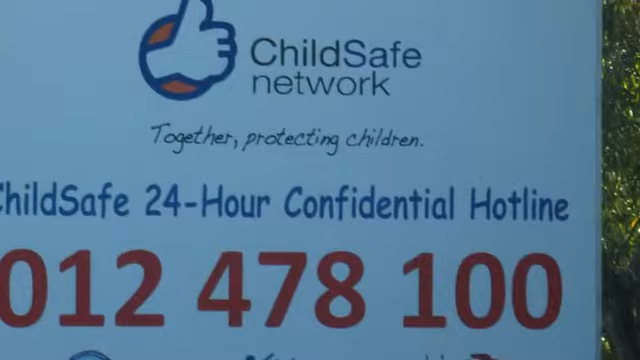 ChildSafe
network
Together, protecting children.
ChildSafe 24-Hour Confidential Hotline
012 478 100